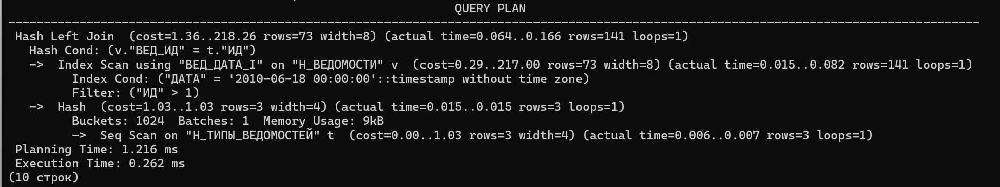 QUERY PLAN
------------------------------------------------------------------------------------------------------------------------------------------
Hash Left Join  (cost=1.36..218.26 rows=73 width=8) (actual time=0.064..0.166 rows=141 loops=1)
  Hash Cond: (v."ВЕД_ИД" = t."ИД")
  ->  Index Scan using "ВЕД_ДАТА_I" on "Н_ВЕДОМОСТИ" v  (cost=0.29..217.00 rows=73 width=8) (actual time=0.015..0.082 rows=141 loops=1)
        Index Cond: ("ДАТА" = '2010-06-18 00:00:00'::timestamp without time zone)
        Filter: ("ИД" > 1)
  ->  Hash  (cost=1.03..1.03 rows=3 width=4) (actual time=0.015..0.015 rows=3 loops=1)
        Buckets: 1024  Batches: 1  Memory Usage: 9kB
        ->  Seq Scan on "Н_ТИПЫ_ВЕДОМОСТЕЙ" t  (cost=0.00..1.03 rows=3 width=4) (actual time=0.006..0.007 rows=3 loops=1)
Planning Time: 1.216 ms
Execution Time: 0.262 ms
(10 строк)